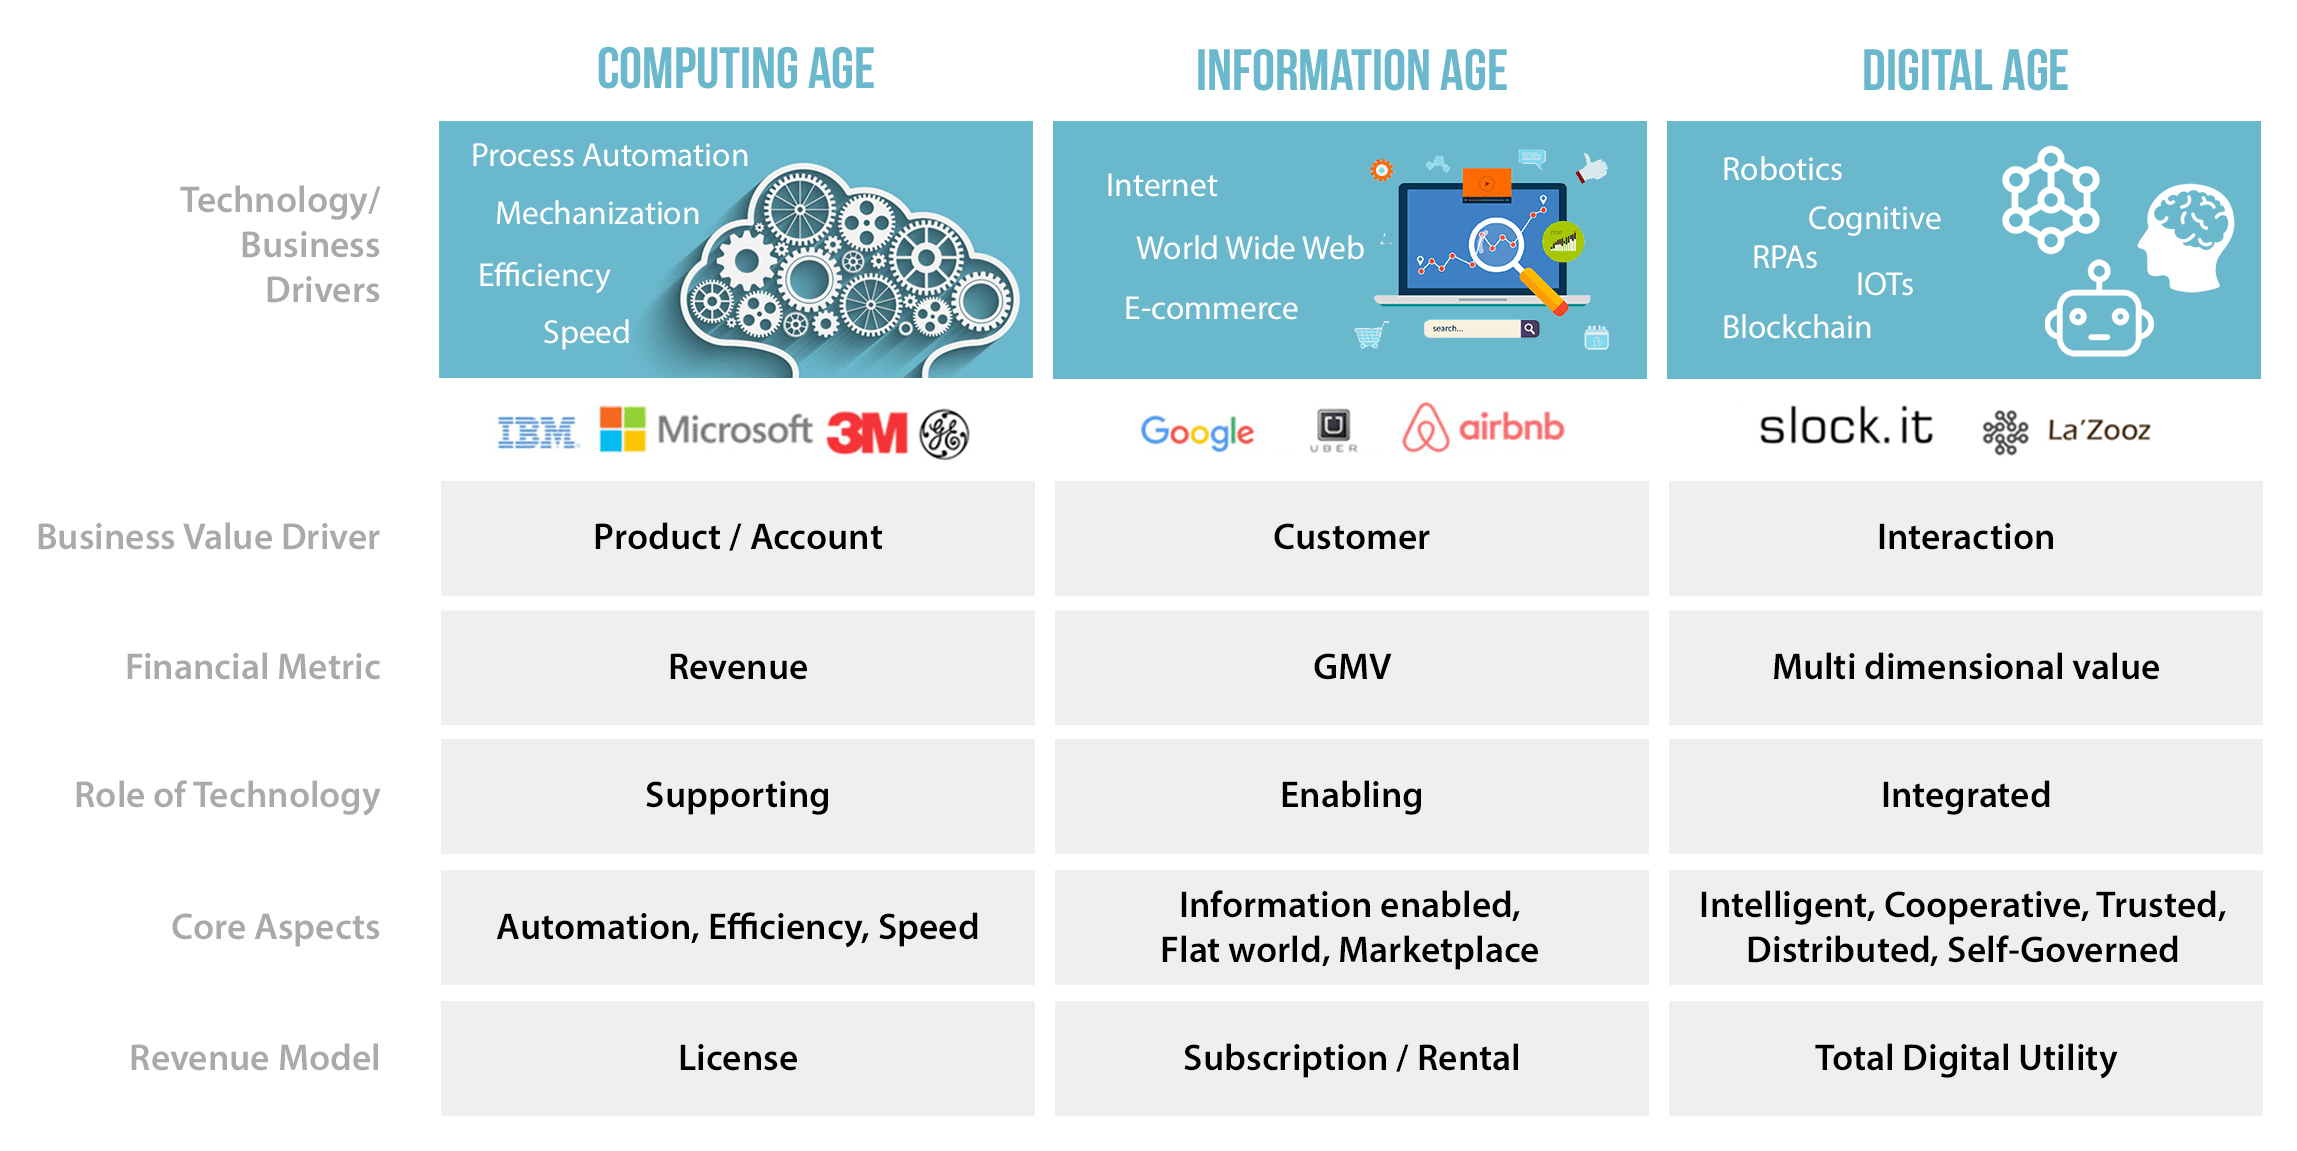 COMPUTING AGE
INFORMATION AGE
DIGITAL AGE
Technology/
Business
Drivers
Process Automation
Mechanization
Efficiency
Speed
Internet
World Wide Web
E-commerce
search...
15
Robotics
Cognitive
RPAs
IOTs
Blockchain
IBM
Microsoft
3M
GE
Google
U
UBER
airbnb
slock.it
La'Zooz
Business Value Driver
Product / Account
Customer
Interaction
Financial Metric
Revenue
GMV
Multi dimensional value
Role of Technology
Supporting
Enabling
Integrated
Core Aspects
Automation, Efficiency, Speed
Information enabled,
Flat world, Marketplace
Intelligent, Cooperative, Trusted,
Distributed, Self-Governed
Revenue Model
License
Subscription / Rental
Total Digital Utility